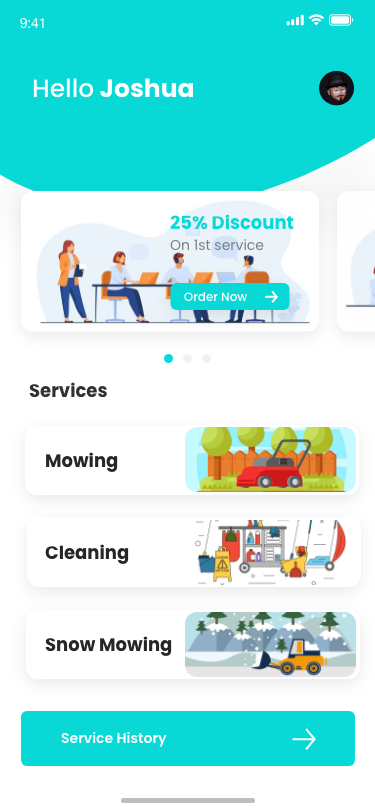 9:41
Hello Joshua
25% Discount
On 1st service
Order Now
Services
Mowing
Cleaning
Snow Mowing
Service History